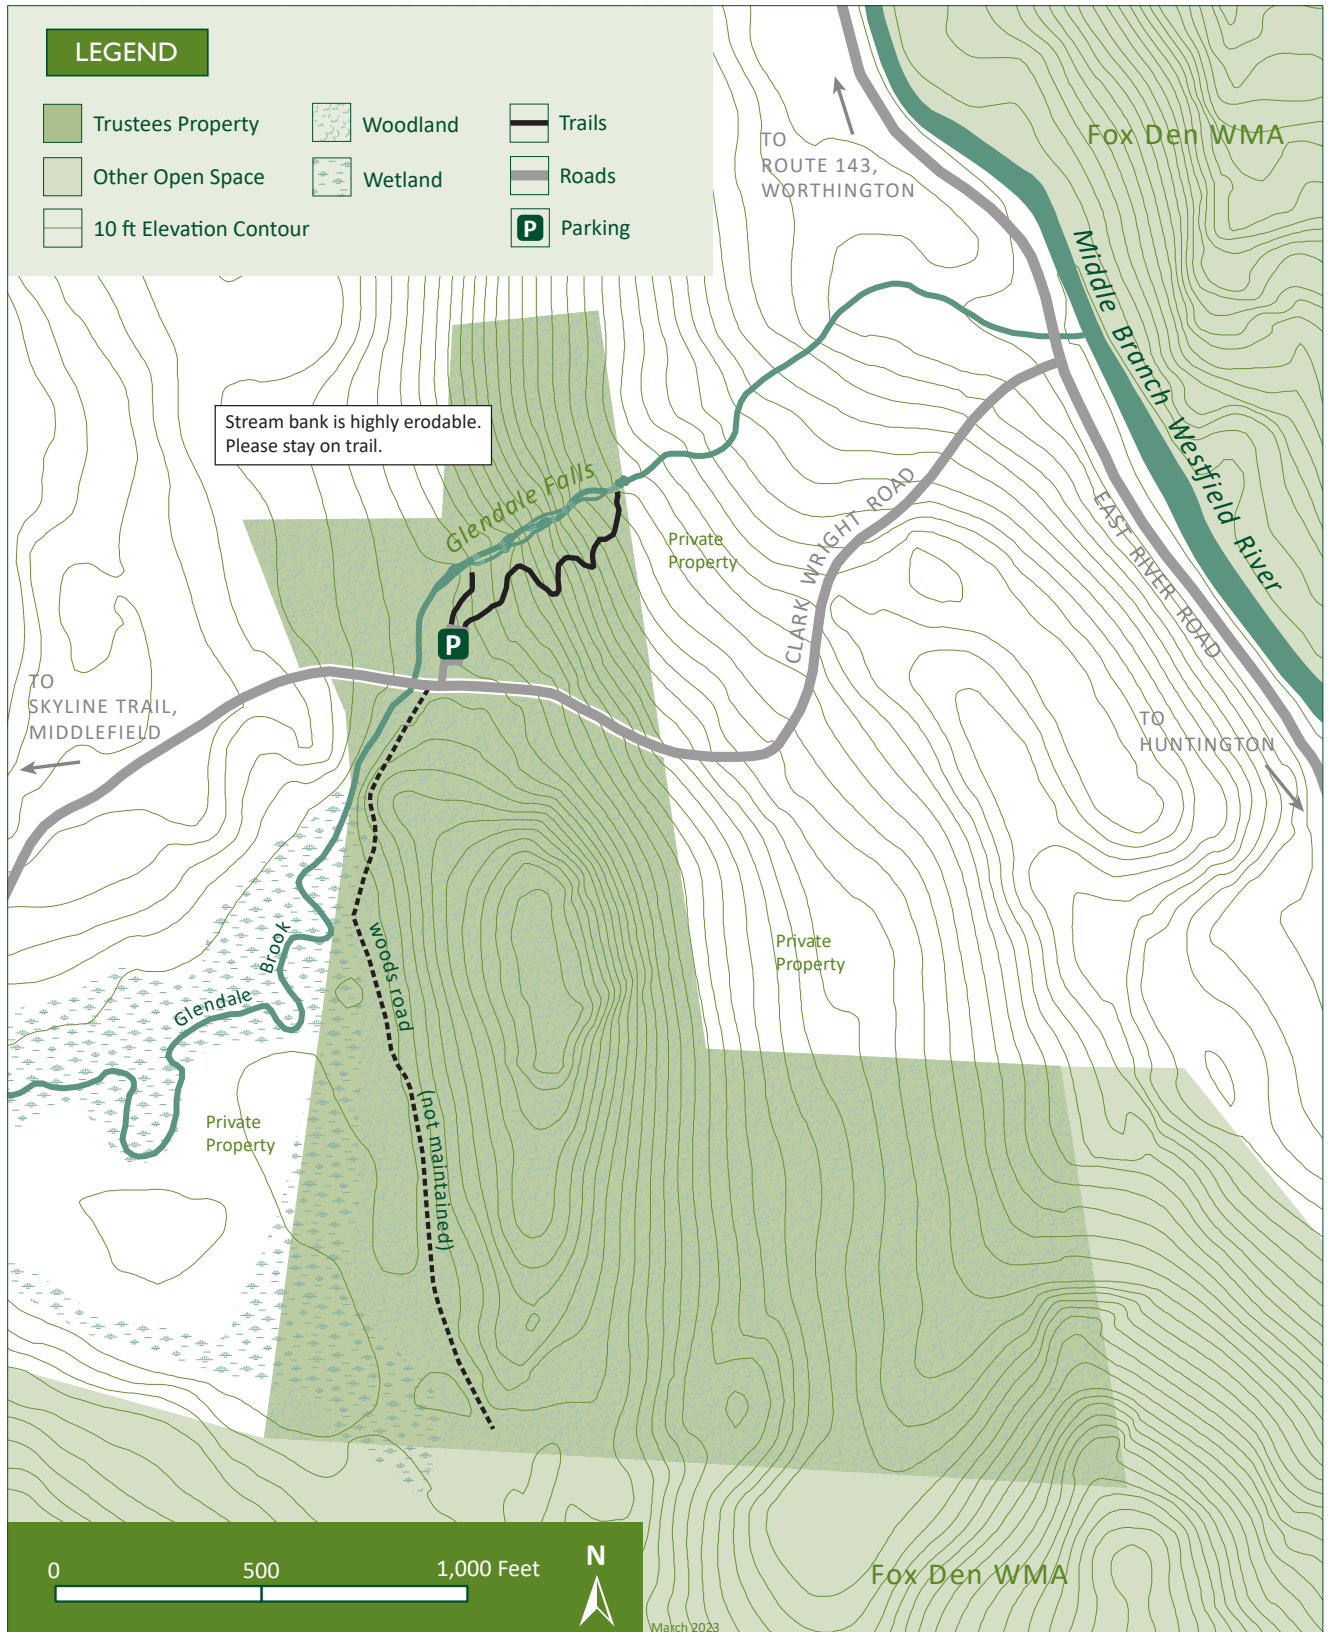 LEGEND
Trustees Property
Other Open Space
10 ft Elevation Contour
Woodland
Wetland
Trails
Roads
P Parking
Fox Den WMA
TO
ROUTE 143,
WORTHINGTON
Middle Branch Westfield River
Stream bank is highly erodable.
Please stay on trail.
Glendale Falls
Private
Property
CLARK WRIGHT ROAD
EAST RIVER ROAD
P
TO
SKYLINE TRAIL,
MIDDLEFIELD
TO
HUNTINGTON
Glendale Brook
woods road
(not maintained)
Private
Property
Private
Property
0 500 1,000 Feet
N
Fox Den WMA
March 2023